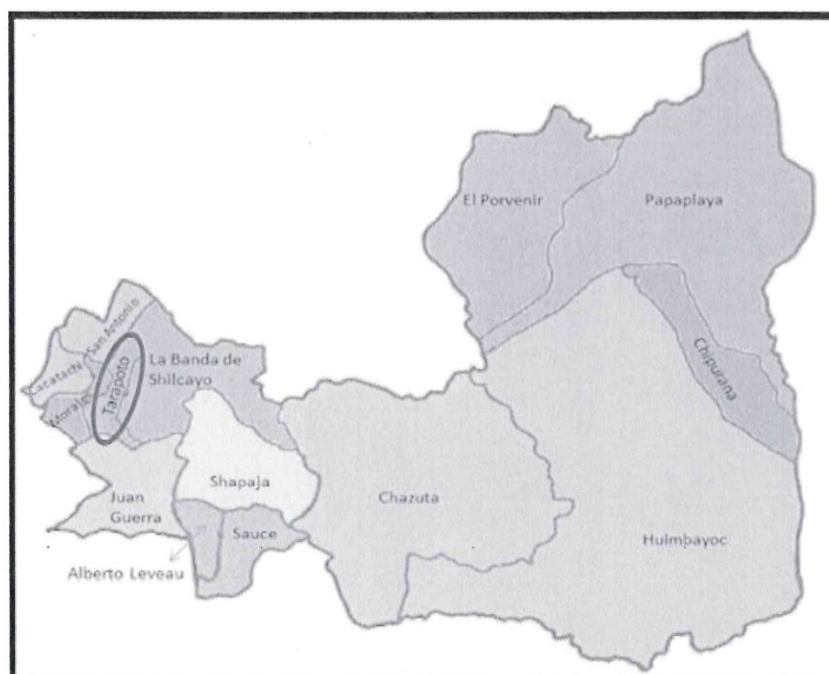 El Porvenir
Papaplaya
San Antonio
La Banda de
Shilcayo
Cacatachi
Tarapoto
Morales
Chipurana
Shapaja
Chazuta
Juan
Guerra
Sauce
Huimbayoc
Alberto Leveau